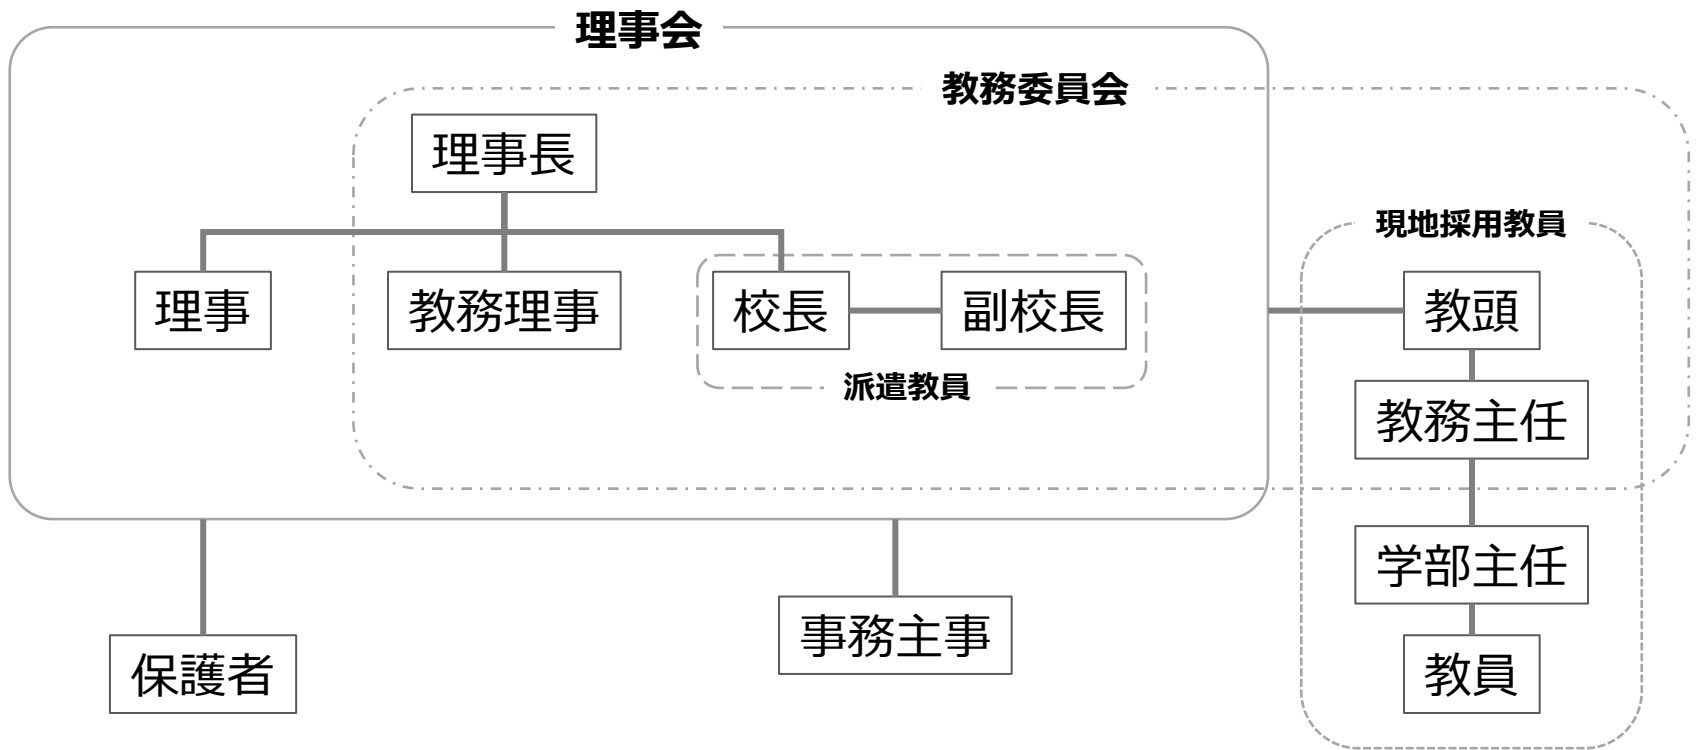 理事会
教務委員会
理事長
現地採用教員
理事
教務理事
校長
副校長
教頭
派遣教員
教務主任
学部主任
事務主事
保護者
教員